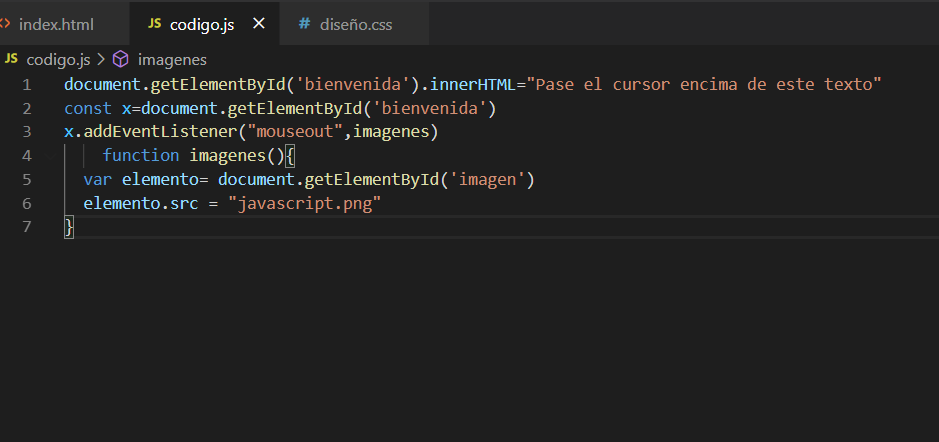 index.html JS codigo.js × # diseño.css
JS codigo.js > imagenes
1 document.getElementById('bienvenida').innerHTML="Pase el cursor encima de este texto"
2 const x=document.getElementById('bienvenida')
3 x.addEventListener("mouseout",imagenes)
4 function imagenes(){
5 var elemento= document.getElementById('imagen')
6 elemento.src = "javascript.png"
7 }